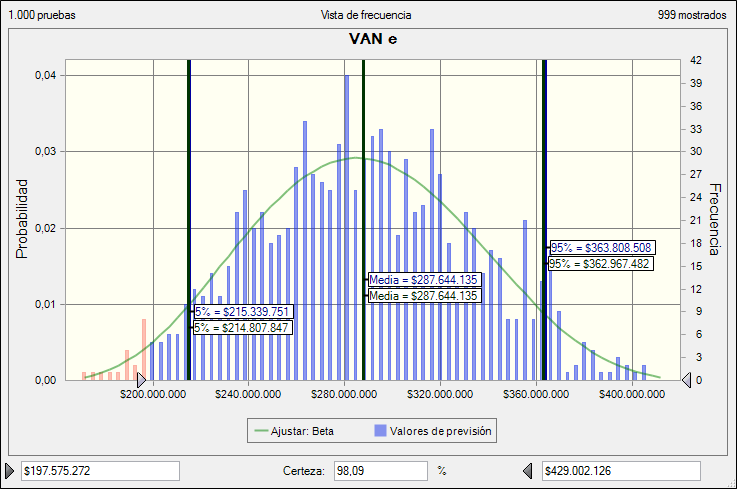 1.000 pruebas Vista de frecuencia 999 mostrados
VAN e
Probabilidad
0,04
0,03
0,02
0,01
0,00
42
39
36
33
30
27
24
21
18
15
12
9
6
3
0
Frecuencia
95% = $363.808.508
95% = $362.967.482
Media = $287.644.135
Media = $287.644.135
5% = $215.339.751
5% = $214.807.847
$200.000.000 $240.000.000 $280.000.000 $320.000.000 $360.000.000 $400.000.000
Ajustar: Beta Valores de previsión
$197.575.272 Certeza: 98,09 % $429.002.126